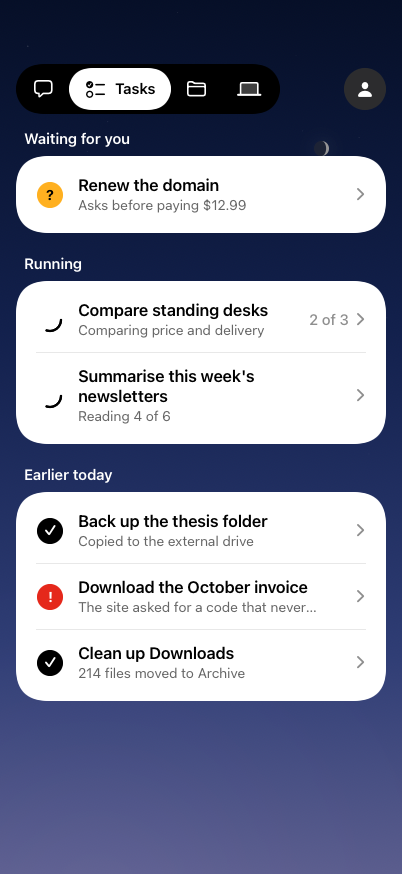 Tasks
Waiting for you
?
Renew the domain
Asks before paying $12.99
Running
Compare standing desks
Comparing price and delivery
2 of 3
Summarise this week's
newsletters
Reading 4 of 6
Earlier today
Back up the thesis folder
Copied to the external drive
!
Download the October invoice
The site asked for a code that never...
Clean up Downloads
214 files moved to Archive